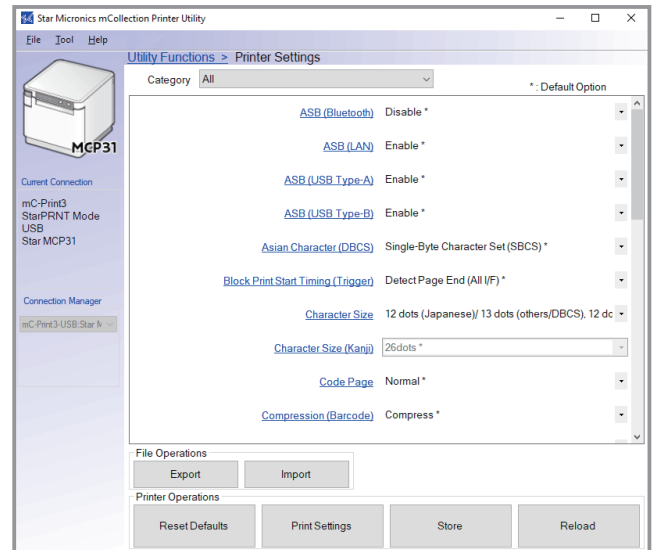 Star Micronics mCollection Printer Utility
File Tool Help
Utility Functions > Printer Settings
Category All
* : Default Option
MCP31
ASB (Bluetooth) Disable *
ASB (LAN) Enable *
ASB (USB Type-A) Enable *
ASB (USB Type-B) Enable *
Asian Character (DBCS) Single-Byte Character Set (SBCS) *
Block Print Start Timing (Trigger) Detect Page End (All I/F) *
Character Size 12 dots (Japanese)/ 13 dots (others/DBCS). 12 dc
Character Size (Kanji) 26dots *
Code Page Normal *
Compression (Barcode) Compress *
Current Connection
mC-Print3
StarPRNT Mode
USB
Star MCP31
Connection Manager
mC-Print3-USB:Star M
File Operations
Export Import
Printer Operations
Reset Defaults Print Settings Store Reload